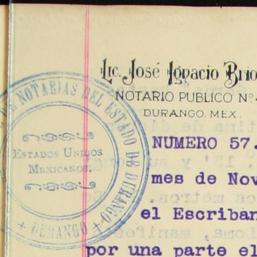 Lic. José Ignacio
NOTARIO PUBLICO Nº
DURANGO. MEX.
DE NOTARIAS DEL ESTADO DE DURANGO
ESTADOS UNIDOS
MEXICANOS.
DURANGO
NUMERO 57.
mes de Nov
el Escriban
por una parte el